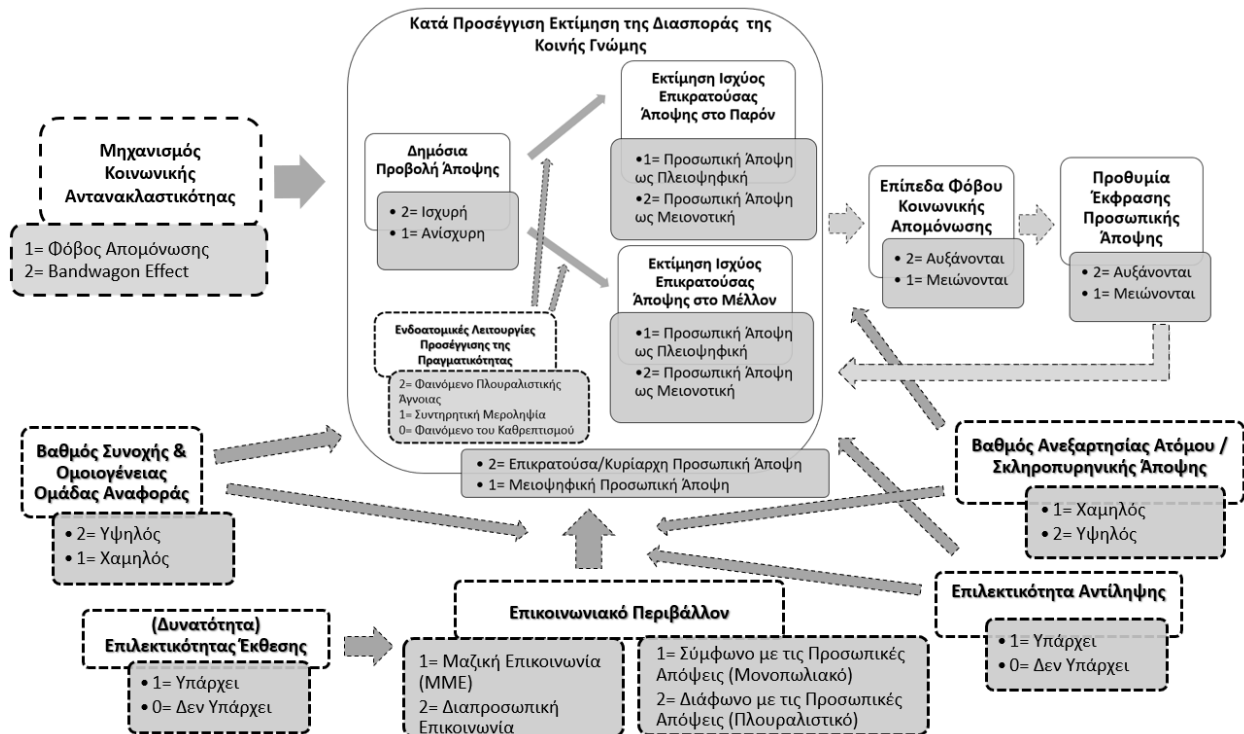 Κατά Προσέγγιση Εκτίμηση της Διασποράς της
Κοινής Γνώμης
Μηχανισμός
Κοινωνικής
Αντανακλαστικότηας
1= Φόβος Απομόνωσης
2= Bandwagon Effect
Δημόσια
Προβολή Άποψης
• 2= Ισχυρή
• 1= Ανίσχυρη
Εκτίμηση Ισχύος
Επικρατούσας
Άποψης στο Παρόν
•1= Προσωπική Άποψη
ως Πλειοψηφική
•2= Προσωπική Άποψη
ως Μειονοτική
Εκτίμηση Ισχύος
Επικρατούσας
Άποψης στο Μέλλον
•1= Προσωπική Άποψη
ως Πλειοψηφική
•2= Προσωπική Άποψη
ως Μειονοτική
Ενδοατομικές Λειτουργίες
Προσέγγισης της
Πραγματικότητας
2= Φαινόμενο Πλουραλιστικής
Άγνοιας
1= Συντηρητική Μεροληψία
0= Φαινόμενο του Καθρεπτισμού
• 2= Επικρατούσα/Κυρίαρχη Προσωπική Άποψη
• 1= Μειοψηφική Προσωπική Άποψη
Επίπεδα Φόβου
Κοινωνικής
Απομόνωσης
• 2= Αυξάνονται
• 1= Μειώνονται
Προθυμία
Έκφρασης
Προσωπικής
Άποψης
• 2= Αυξάνονται
• 1= Μειώνονται
Βαθμός Συνοχής &
Ομοιογένειας
Ομάδας Αναφοράς
• 2= Υψηλός
• 1= Χαμηλός
Βαθμός Ανεξαρτησίας Ατόμου /
Σκληροπυρηνικής Άποψης
• 1= Χαμηλός
• 2= Υψηλός
(Δυνατότητα)
Επιλεκτικότητας Έκθεσης
• 1= Υπάρχει
• 0= Δεν Υπάρχει
Επικοινωνιακό Περιβάλλον
1= Μαζική Επικοινωνία
(ΜΜΕ)
2= Διαπροσωπική
Επικοινωνία
1= Σύμφωνο με τις Προσωπικές
Απόψεις (Μονοπωλιακό)
2= Διάφωνο με τις Προσωπικές
Απόψεις (Πλουραλιστικό)
Επιλεκτικότητα Αντίληψης
• 1= Υπάρχει
• 0= Δεν Υπάρχει